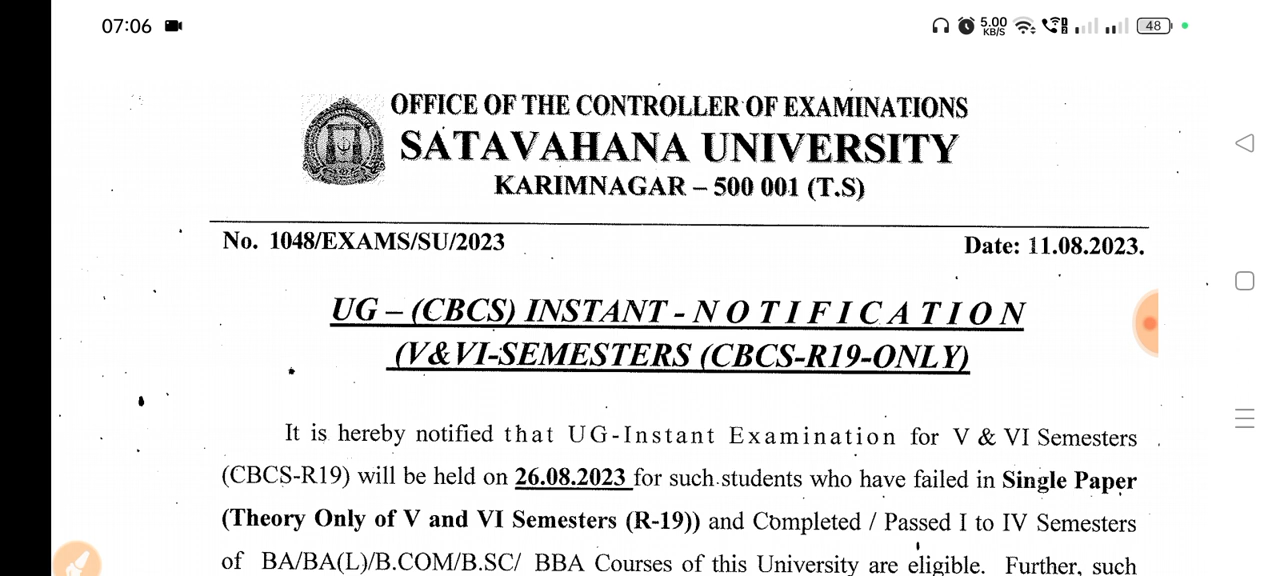 07:06
5.00
KB/S
48
OFFICE OF THE CONTROLLER OF EXAMINATIONS
SATAVAHANA UNIVERSITY
KARIMNAGAR – 500 001 (T.S)
No. 1048/EXAMS/SU/2023
Date: 11.08.2023.
UG – (CBCS) INSTANT - N O T I F I C A T I O N
(V&VI-SEMESTERS (CBCS-R19-ONLY)
It is hereby notified that UG-Instant Examination for V & VI Semesters
(CBCS-R19) will be held on 26.08.2023 for such students who have failed in Single Paper
(Theory Only of V and VI Semesters (R-19)) and Completed / Passed I to IV Semesters
of BA/BA(L)/B.COM/B.SC/ BBA Courses of this University are eligible. Further, such